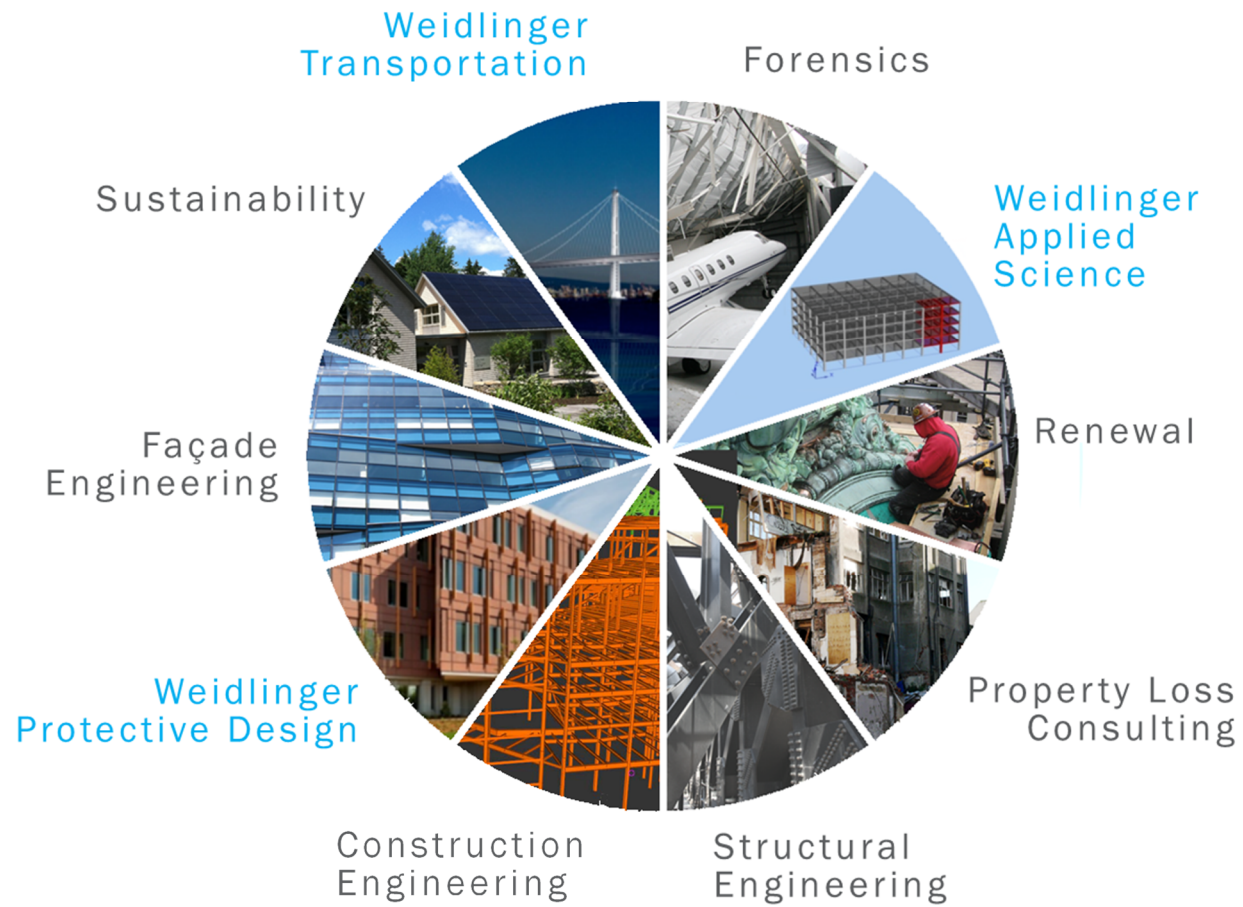 Weidlinger
Transportation
Forensics
Sustainability
Weidlinger
Applied
Science
Façade
Engineering
Renewal
Weidlinger
Protective Design
Property Loss
Consulting
Construction
Engineering
Structural
Engineering